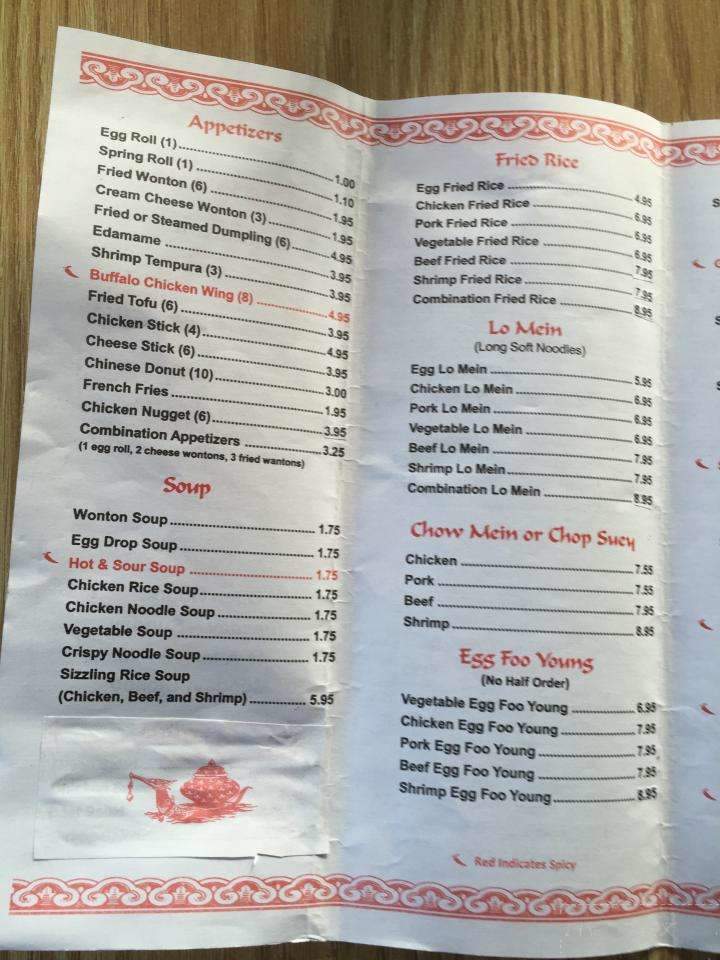 Appetizers
Egg Roll (1) 1.00
Spring Roll (1) 1.10
Fried Wonton (6) 1.95
Cream Cheese Wonton (3) 1.95
Fried or Steamed Dumpling (6) 4.95
Edamame 3.95
Shrimp Tempura (3) 3.95
Buffalo Chicken Wing (8) 4.95
Fried Tofu (6) 3.95
Chicken Stick (4) 4.95
Cheese Stick (6) 3.95
Chinese Donut (10) 3.00
French Fries 1.95
Chicken Nugget (6) 3.95
Combination Appetizers 3.25
(1 egg roll, 2 cheese wontons, 3 fried wantons)
Soup
Wonton Soup 1.75
Egg Drop Soup 1.75
Hot & Sour Soup 1.75
Chicken Rice Soup 1.75
Chicken Noodle Soup 1.75
Vegetable Soup 1.75
Crispy Noodle Soup 1.75
Sizzling Rice Soup
(Chicken, Beef, and Shrimp) 5.95
Fried Rice
Egg Fried Rice 4.95
Chicken Fried Rice 6.95
Pork Fried Rice 6.95
Vegetable Fried Rice 6.95
Beef Fried Rice 7.95
Shrimp Fried Rice 7.95
Combination Fried Rice 8.95
Lo Mein
(Long Soft Noodles)
Egg Lo Mein 5.95
Chicken Lo Mein 6.95
Pork Lo Mein 6.95
Vegetable Lo Mein 6.95
Beef Lo Mein 7.95
Shrimp Lo Mein 7.95
Combination Lo Mein 8.95
Chow Mein or Chop Suey
Chicken 7.55
Pork 7.55
Beef 7.95
Shrimp 8.95
Egg Foo Young
(No Half Order)
Vegetable Egg Foo Young 6.95
Chicken Egg Foo Young 7.95
Pork Egg Foo Young 7.95
Beef Egg Foo Young 7.95
Shrimp Egg Foo Young 8.95
Red Indicates Spicy